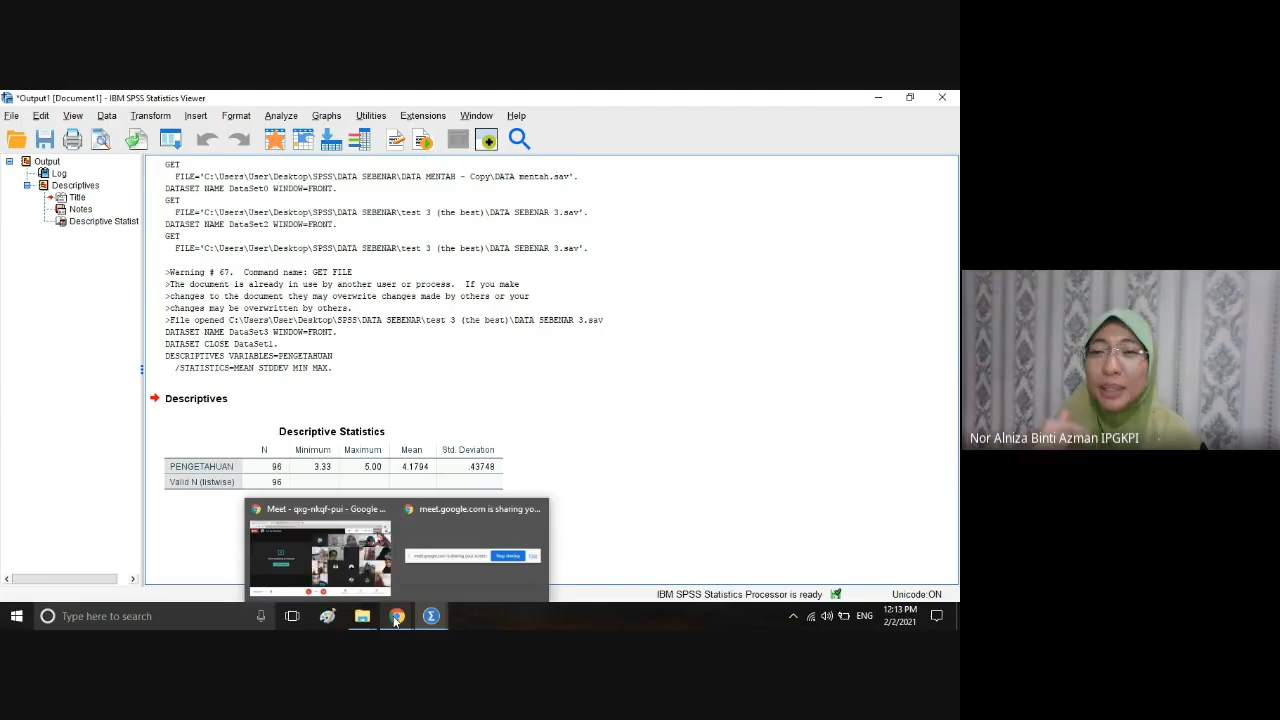 *Output1 [Document1] - IBM SPSS Statistics Viewer
File Edit View Data Transform Insert Format Analyze Graphs Utilities Extensions Window Help
Output
Log
Descriptives
Title
Notes
Descriptive Statist
GET
FILE='C:\Users\User\Desktop\SPSS\DATA SEBENAR\DATA MENTAH - Copy\DATA mentah.sav'.
DATASET NAME DataSet0 WINDOW=FRONT.
GET
FILE='C:\Users\User\Desktop\SPSS\DATA SEBENAR\test 3 (the best)\DATA SEBENAR 3.sav'.
DATASET NAME DataSet2 WINDOW=FRONT.
GET
FILE='C:\Users\User\Desktop\SPSS\DATA SEBENAR\test 3 (the best)\DATA SEBENAR 3.sav'.
>Warning # 67.  Command name: GET FILE
>The document is already in use by another user or process.  If you make
>changes to the document they may overwrite changes made by others or your
>changes may be overwritten by others.
>File opened C:\Users\User\Desktop\SPSS\DATA SEBENAR\test 3 (the best)\DATA SEBENAR 3.sav
DATASET NAME DataSet3 WINDOW=FRONT.
DATASET CLOSE DataSet1.
DESCRIPTIVES VARIABLES=PENGETAHUAN
/STATISTICS=MEAN STDDEV MIN MAX.
Descriptives
Descriptive Statistics
N Minimum Maximum Mean Std. Deviation
PENGETAHUAN 96 3.33 5.00 4.1794 .43748
Valid N (listwise) 96
Meet - qxg-nkqf-pui - Google ...
meet.google.com is sharing yo...
meet.google.com is sharing your screen.
Stop sharing
IBM SPSS Statistics Processor is ready
Unicode:ON
Type here to search
ENG
12:13 PM
2/2/2021
Nor Alniza Binti Azman IPGKPI